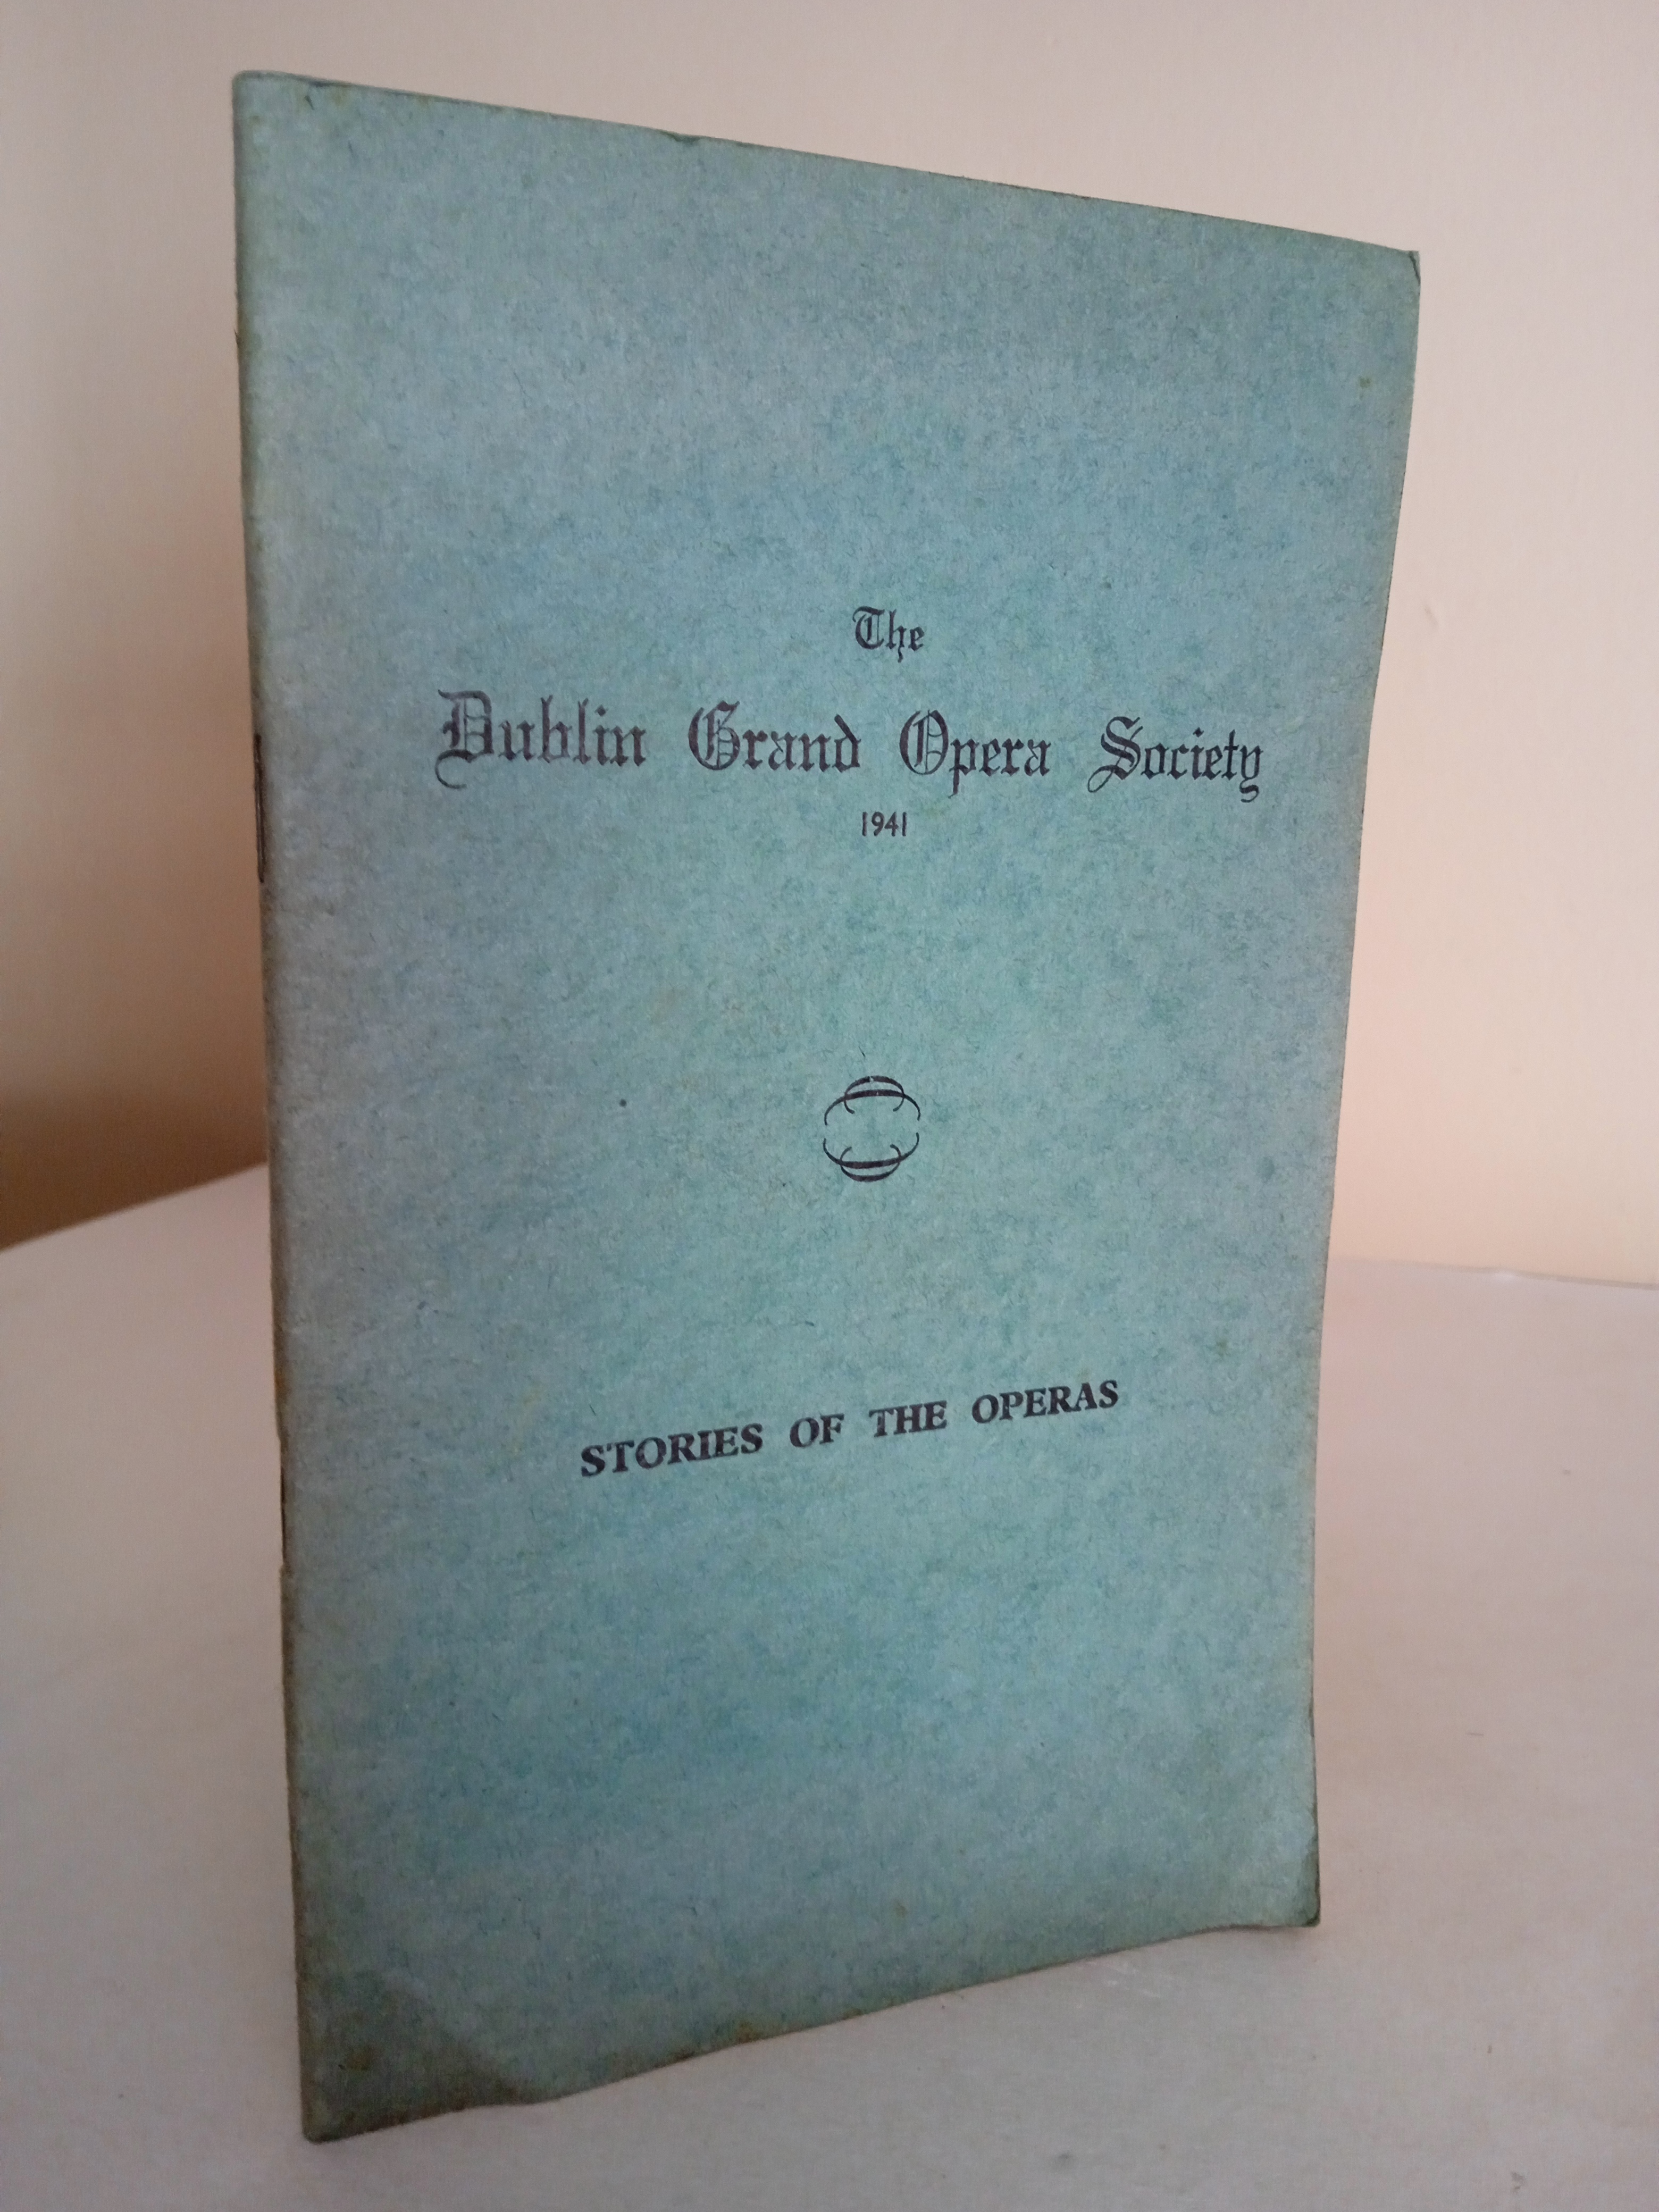 The
Dublin Grand Opera Society
1941
STORIES OF THE OPERAS